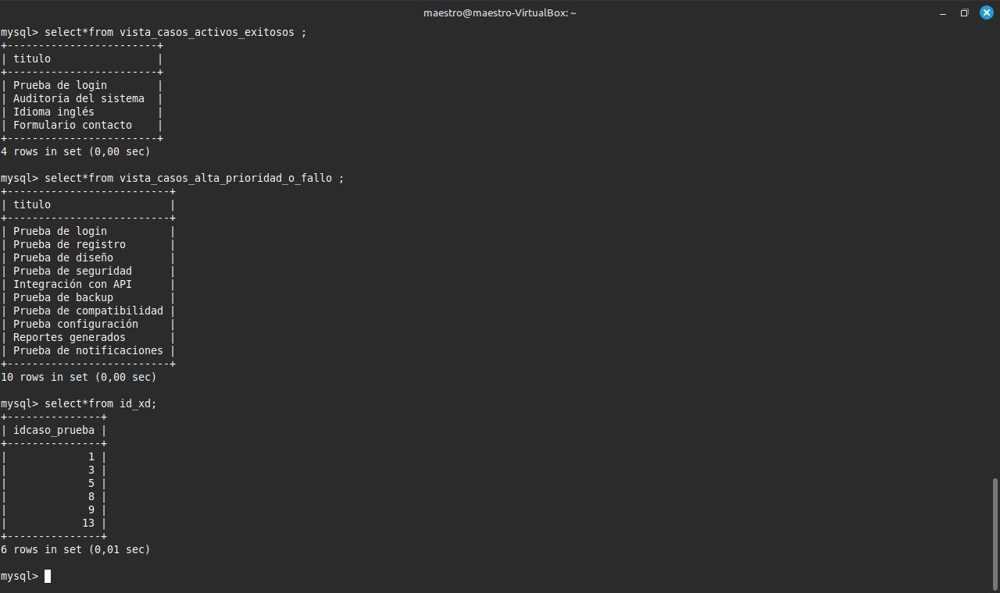 maestro@maestro-VirtualBox: ~
mysql> select*from vista_casos_activos_exitosos ;
+------------------------+
| titulo                 |
+------------------------+
| Prueba de login        |
| Auditoría del sistema  |
| Idioma inglés          |
| Formulario contacto    |
+------------------------+
4 rows in set (0,00 sec)

mysql> select*from vista_casos_alta_prioridad_o_fallo ;
+--------------------------+
| titulo                   |
+--------------------------+
| Prueba de login          |
| Prueba de registro       |
| Prueba de diseño         |
| Prueba de seguridad      |
| Integración con API      |
| Prueba de backup         |
| Prueba de compatibilidad |
| Prueba configuración     |
| Reportes generados       |
| Prueba de notificaciones |
+--------------------------+
10 rows in set (0,00 sec)

mysql> select*from id_xd;
+---------------+
| idcaso_prueba |
+---------------+
|             1 |
|             3 |
|             5 |
|             8 |
|             9 |
|            13 |
+---------------+
6 rows in set (0,01 sec)

mysql>